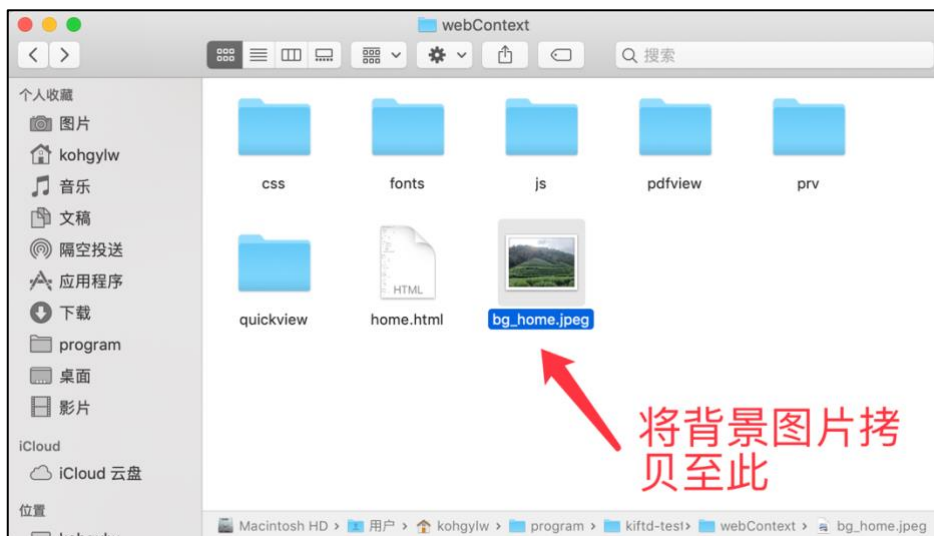 webContext
搜索
个人收藏
图片
kohgylw
音乐
文稿
隔空投送
应用程序
下载
program
桌面
影片
iCloud
iCloud 云盘
位置
css
fonts
js
pdfview
prv
HTML
quickview
home.html
bg_home.jpeg
将背景图片拷
贝至此
Macintosh HD › 用户 › kohgylw › program › kiftd-test › webContext › bg_home.jpeg